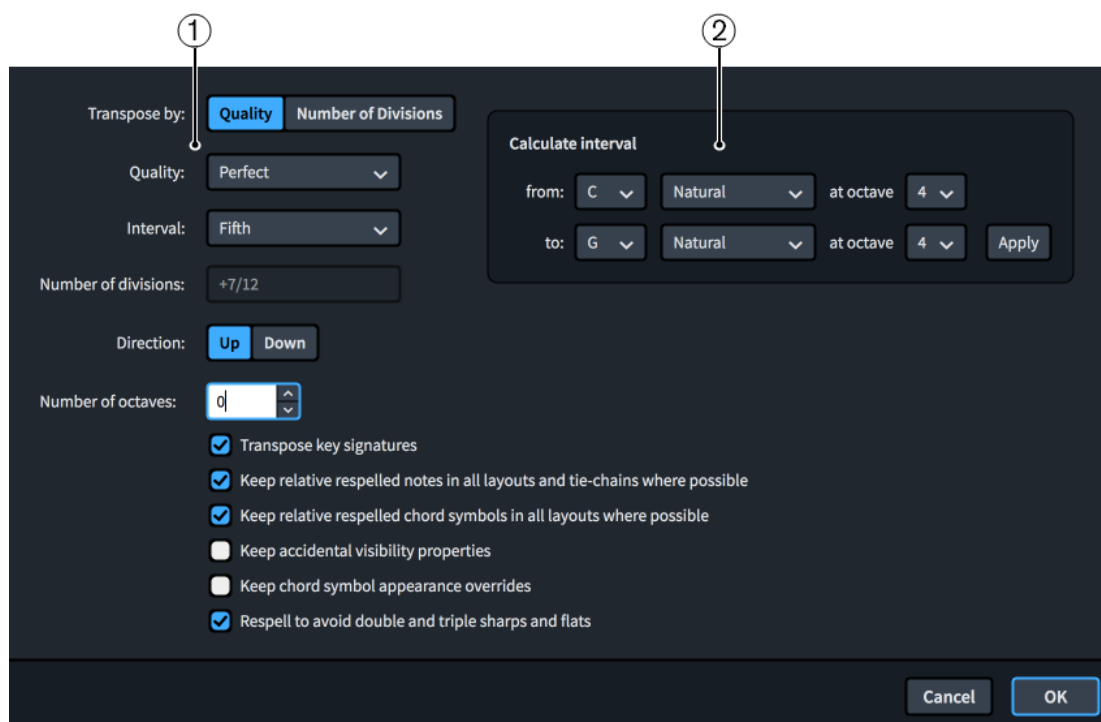 ① ②
Transpose by: Quality Number of Divisions
Calculate interval
Quality: Perfect
from: C Natural at octave 4
Interval: Fifth
to: G Natural at octave 4 Apply
Number of divisions: +7/12
Direction: Up Down
Number of octaves: 0
Transpose key signatures
Keep relative respelled notes in all layouts and tie-chains where possible
Keep relative respelled chord symbols in all layouts where possible
Keep accidental visibility properties
Keep chord symbol appearance overrides
Respell to avoid double and triple sharps and flats
Cancel OK